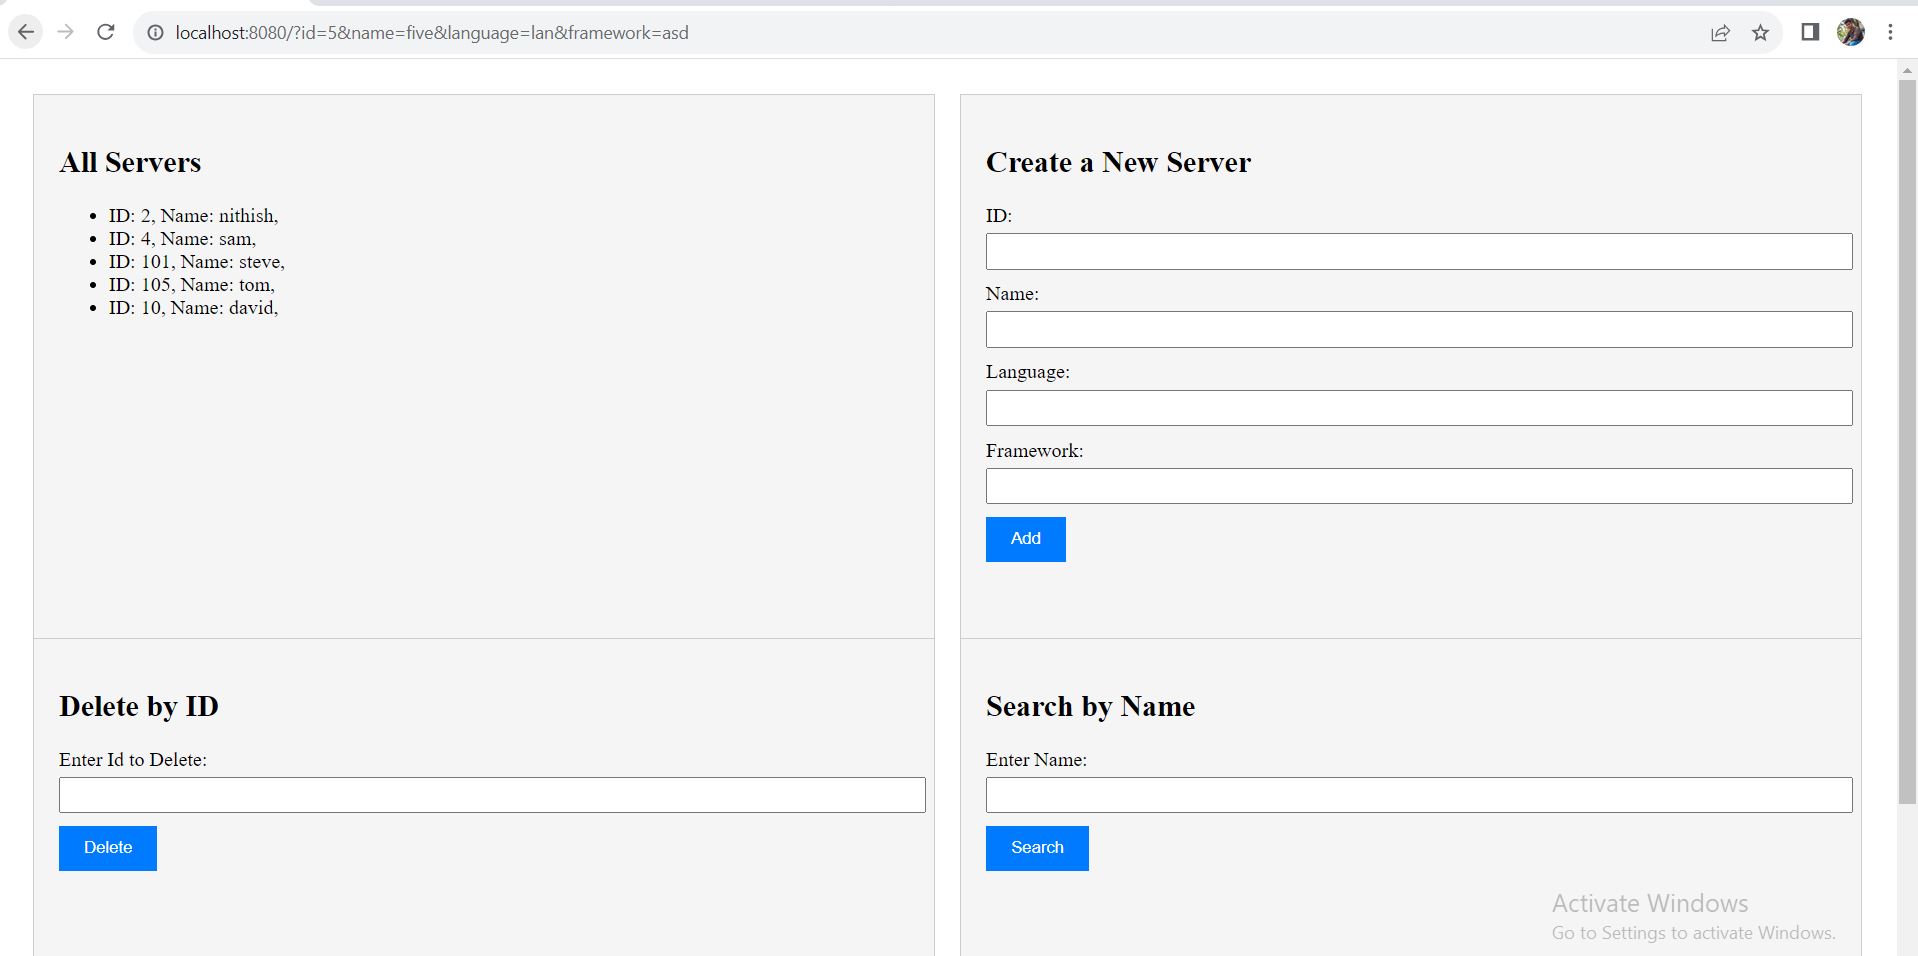 localhost:8080/?id=5&name=five&language=lan&framework=asd
All Servers
ID: 2, Name: nithish,
ID: 4, Name: sam,
ID: 101, Name: steve,
ID: 105, Name: tom,
ID: 10, Name: david,
Create a New Server
ID:
Name:
Language:
Framework:
Add
Delete by ID
Enter Id to Delete:
Delete
Search by Name
Enter Name:
Search
Activate Windows
Go to Settings to activate Windows.